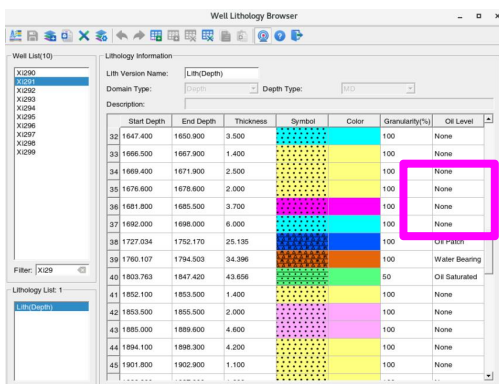 Well Lithology Browser
Well List(10)
Xi290
Xi291
Xi292
Xi293
Xi294
Xi295
Xi296
Xi297
Xi298
Xi299
Filter: Xi29
Lithology List: 1
Lith(Depth)
Lithology Information
Lith Version Name: Lith(Depth)
Domain Type: Depth Depth Type: MD
Description:
Start Depth End Depth Thickness Symbol Color Granularity(%) Oil Level
32 1647.400 1650.900 3.500 100 None
33 1666.500 1667.900 1.400 100 None
34 1669.400 1671.900 2.500 100 None
35 1676.600 1678.600 2.000 100 None
36 1681.800 1685.500 3.700 100 None
37 1692.000 1698.000 6.000 100 None
38 1727.034 1752.170 25.135 100 Oil Patch
39 1760.107 1794.503 34.396 100 Water Bearing
40 1803.763 1847.420 43.656 50 Oil Saturated
41 1852.100 1853.500 1.400 100 None
42 1853.500 1855.500 2.000 100 None
43 1885.000 1889.600 4.600 100 None
44 1894.100 1898.300 4.200 100 None
45 1901.800 1902.900 1.100 100 None